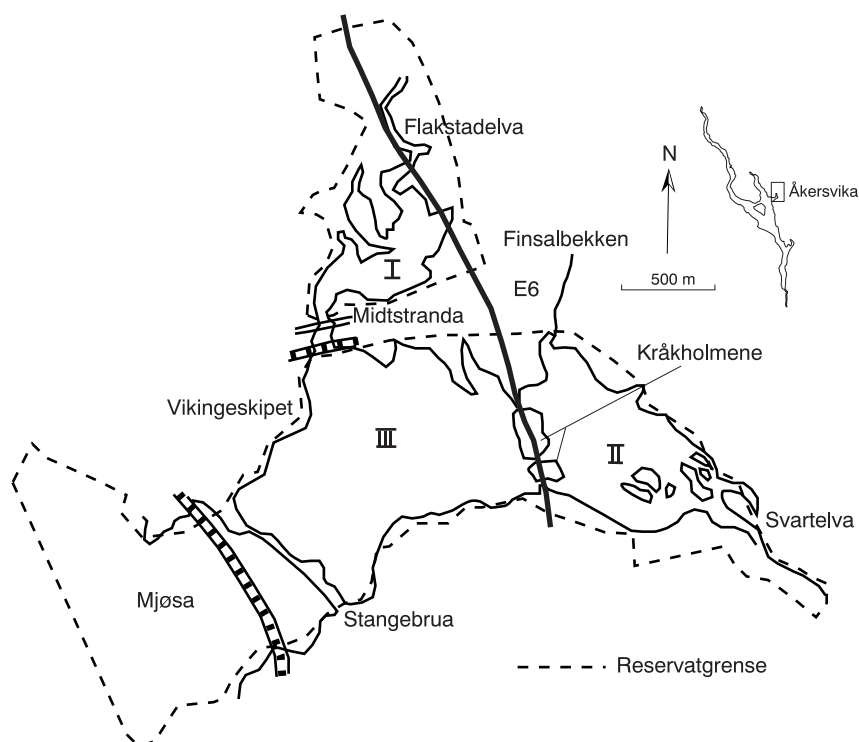 Flakstadelva
N
Åkersvika
Finsalbekken
I
E6
500 m
Midtstranda
Kråkholmene
Vikingeskipet
III
II
Svartelva
Mjøsa
Stangebrua
Reservatgrense